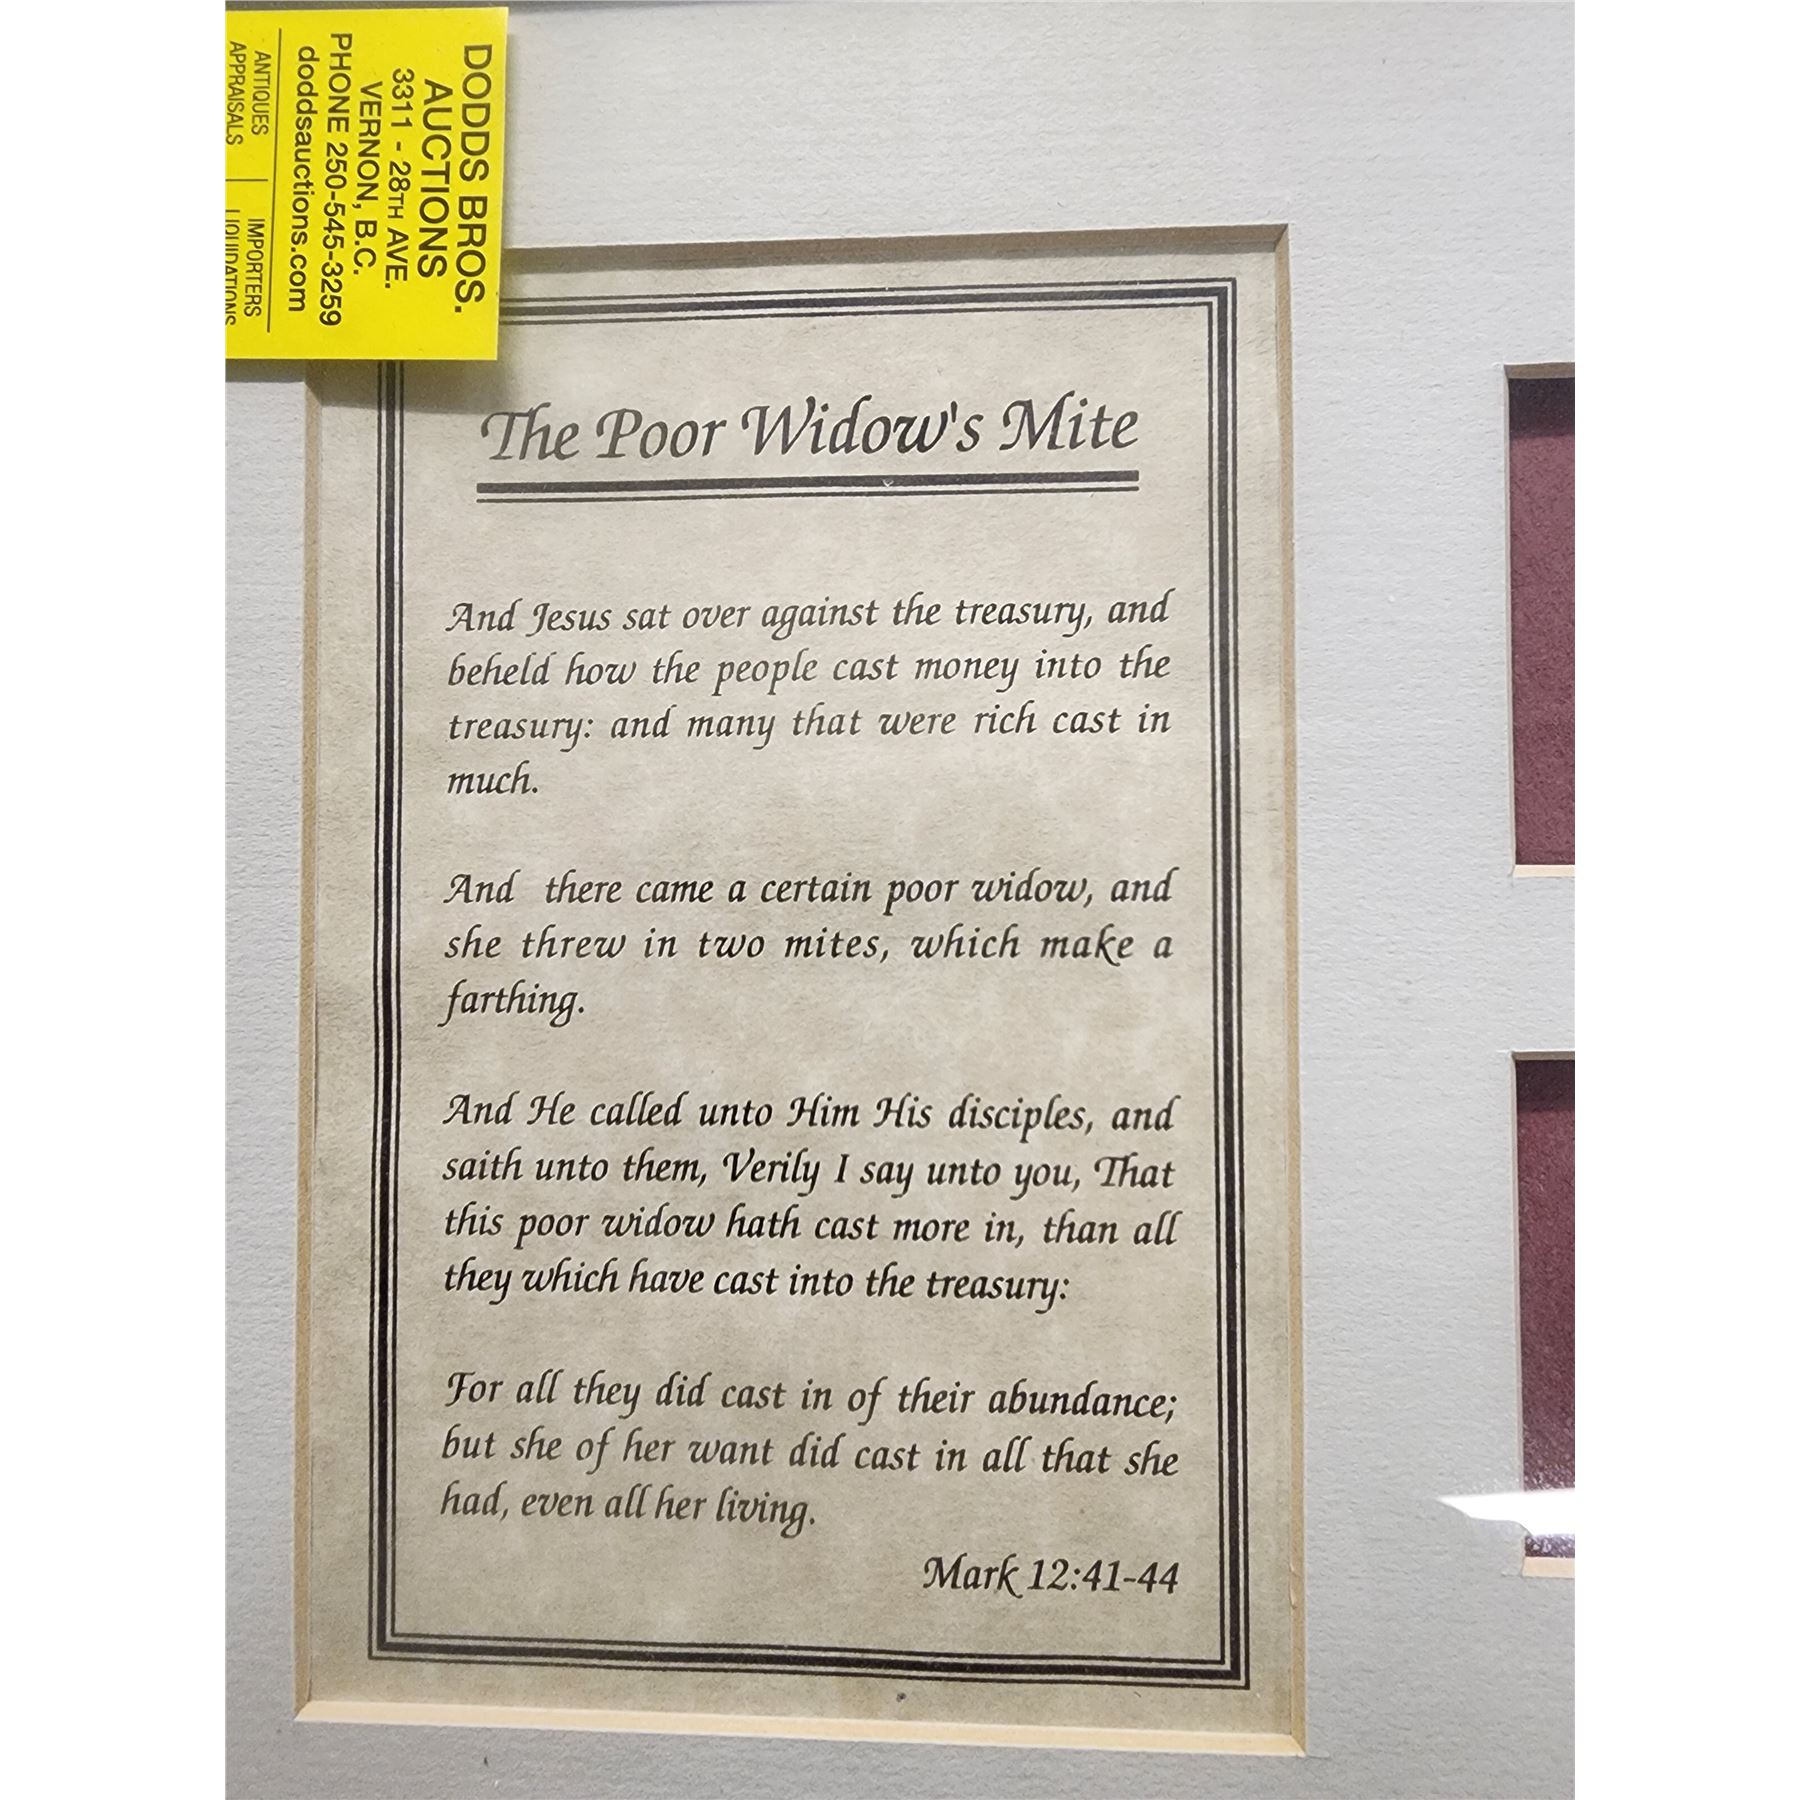 DODDS BROS.
AUCTIONS
3311 - 28TH AVE.
VERNON, B.C.
PHONE 250-545-3259
doddsauctions.com
ANTIQUES IMPORTERS
APPRAISALS LIQUIDATIONS
The Poor Widow's Mite
And Jesus sat over against the treasury, and
beheld how the people cast money into the
treasury: and many that were rich cast in
much.
And there came a certain poor widow, and
she threw in two mites, which make a
farthing.
And He called unto Him His disciples, and
saith unto them, Verily I say unto you, That
this poor widow hath cast more in, than all
they which have cast into the treasury:
For all they did cast in of their abundance;
but she of her want did cast in all that she
had, even all her living.
Mark 12:41-44